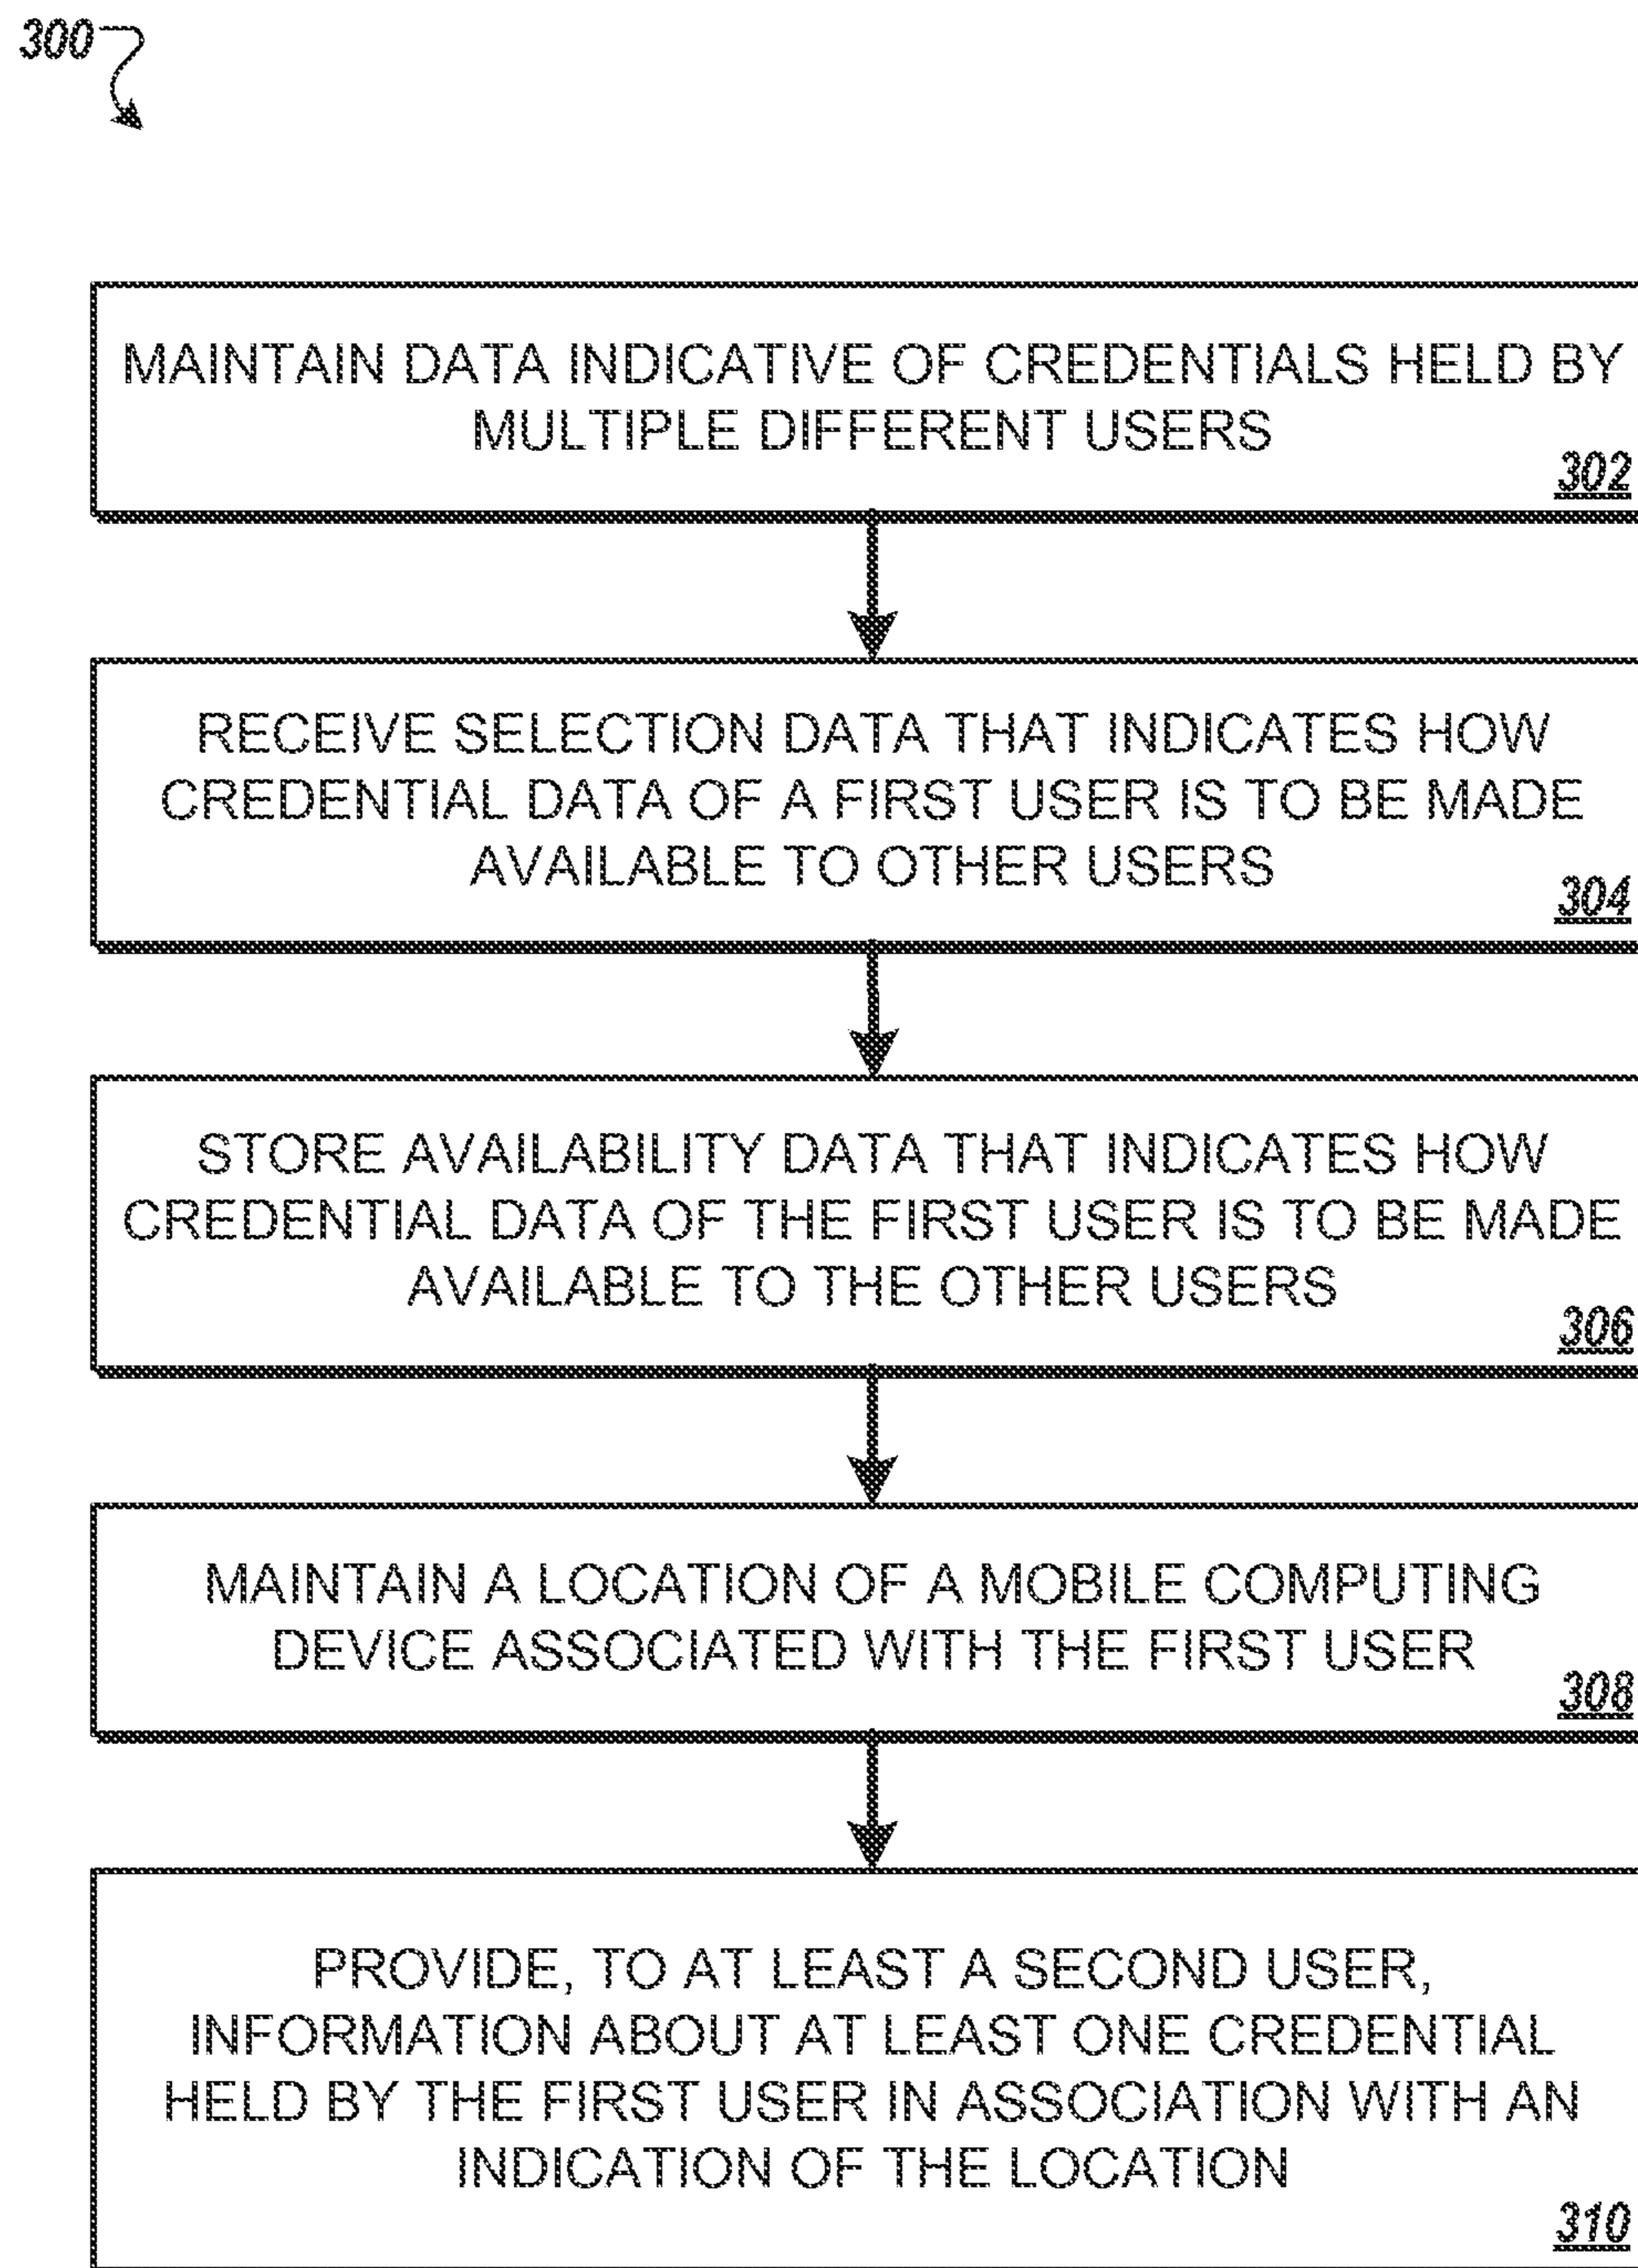 300
MAINTAIN DATA INDICATIVE OF CREDENTIALS HELD BY
MULTIPLE DIFFERENT USERS
302
RECEIVE SELECTION DATA THAT INDICATES HOW
CREDENTIAL DATA OF A FIRST USER IS TO BE MADE
AVAILABLE TO OTHER USERS
304
STORE AVAILABILITY DATA THAT INDICATES HOW
CREDENTIAL DATA OF THE FIRST USER IS TO BE MADE
AVAILABLE TO THE OTHER USERS
306
MAINTAIN A LOCATION OF A MOBILE COMPUTING
DEVICE ASSOCIATED WITH THE FIRST USER
308
PROVIDE, TO AT LEAST A SECOND USER,
INFORMATION ABOUT AT LEAST ONE CREDENTIAL
HELD BY THE FIRST USER IN ASSOCIATION WITH AN
INDICATION OF THE LOCATION
310